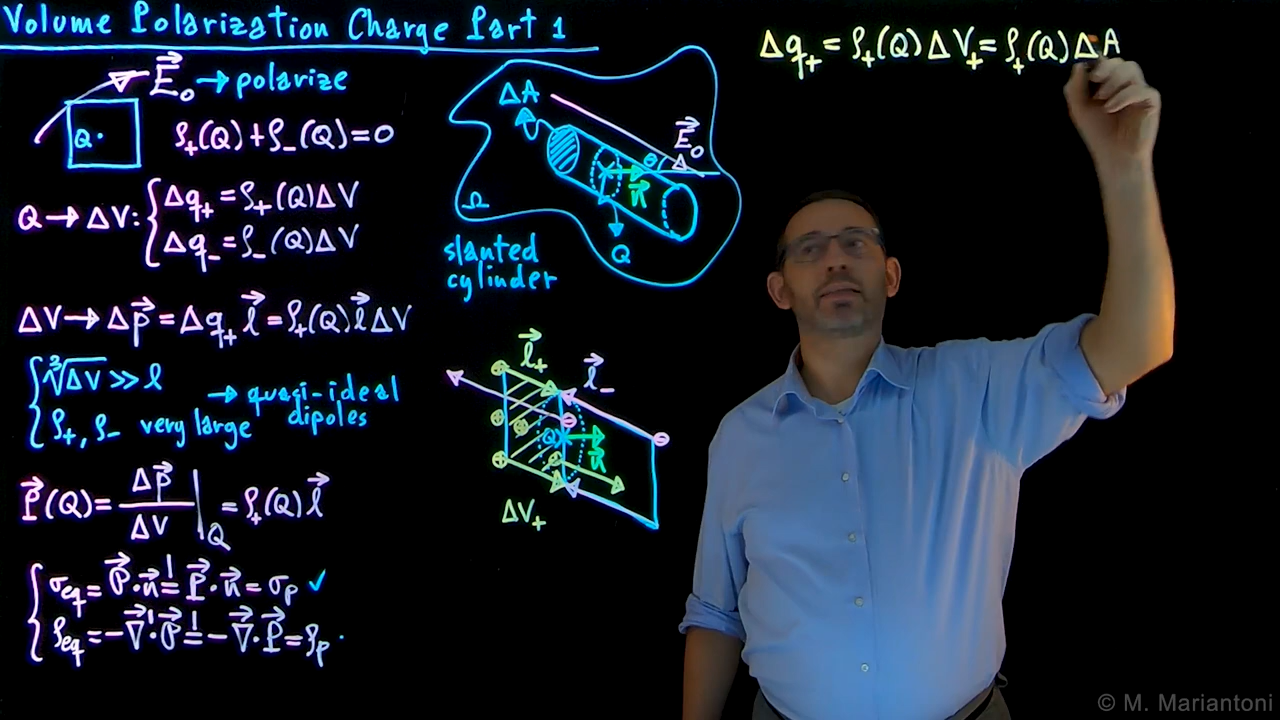 Volume Polarization Charge Part 1
E⃗₀ → polarize
Q ·
ρ₊(Q) + ρ₋(Q) = 0
Q → ΔV: { Δq₊ = ρ₊(Q) ΔV
Δq₋ = ρ₋(Q) ΔV
ΔV → Δp⃗ = Δq₊ l⃗ = ρ₊(Q) l⃗ ΔV
{ ³√ΔV >> l
ρ₊, ρ₋ very large
→ quasi-ideal
dipoles
P⃗(Q) = Δp⃗ / ΔV |_Q = ρ₊(Q) l⃗
{ σ_eq = P⃗ · n⃗ =! P⃗ · n⃗ = σ_p ✓
ρ_eq = -∇⃗' · P⃗ =! -∇⃗ · P⃗ = ρ_p ·
ΔA
E⃗₀
θ
n⃗
Ω
Q
slanted
cylinder
l⃗₊
l⃗₋
⊕ ⊖
Q
n⃗
ΔV₊
Δq₊ = ρ₊(Q) ΔV₊ = ρ₊(Q) ΔA
© M. Mariantoni